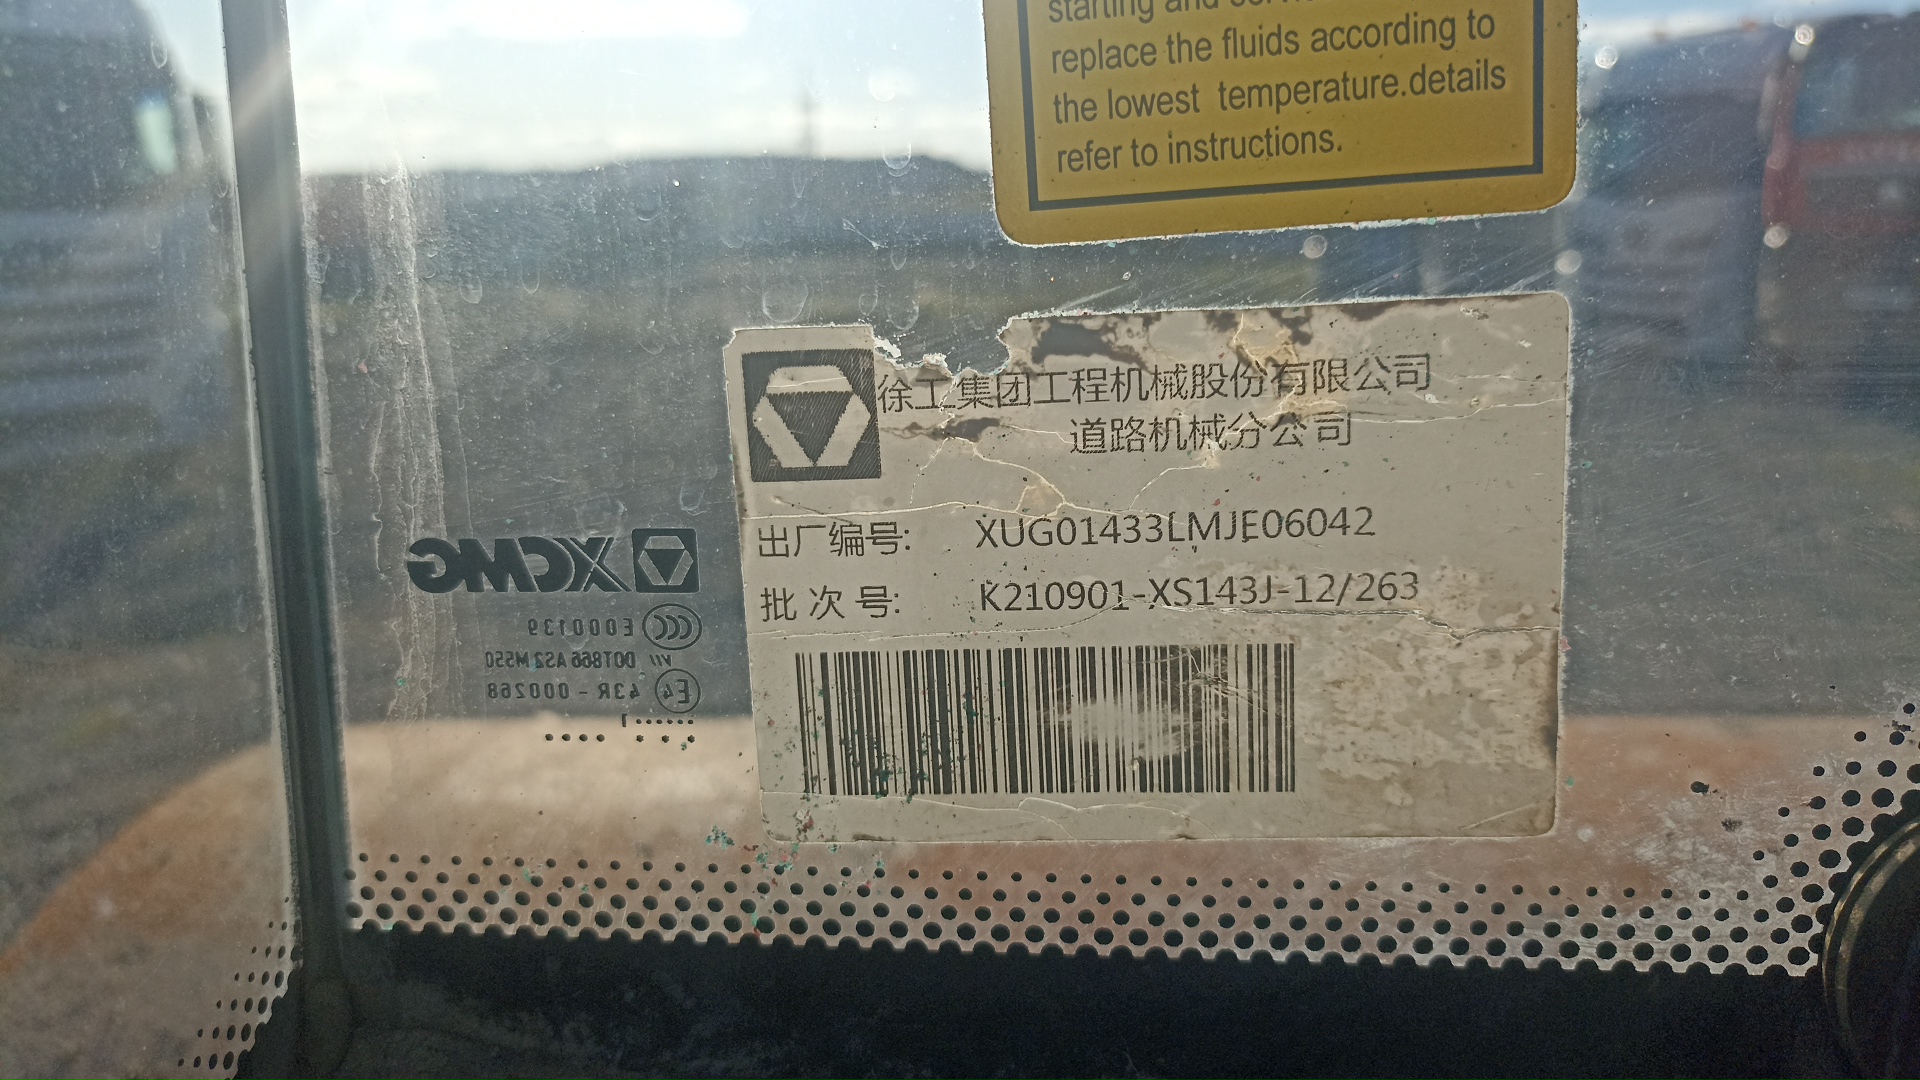 replace the fluids according to
the lowest temperature.details
refer to instructions.
徐工集团工程机械股份有限公司
道路机械分公司
出厂编号: XUG01433LMJE06042
批次号: K210901-XS143J-12/263
XCMG
E000139
DOT866 AS2 M550
E4 43R - 000268